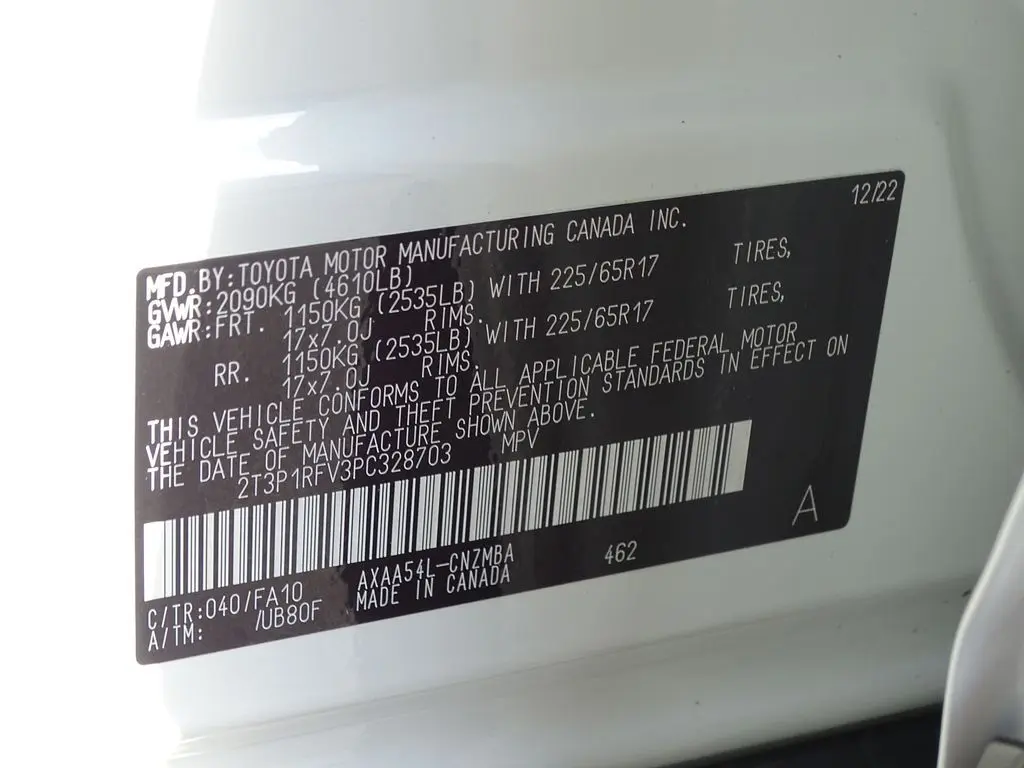 12/22
MFD. BY: TOYOTA MOTOR MANUFACTURING CANADA INC.
GVWR: 2090KG (4610LB)
GAWR: FRT. 1150KG (2535LB) WITH 225/65R17 TIRES,
17x7.0J RIMS.
RR. 1150KG (2535LB) WITH 225/65R17 TIRES,
17x7.0J RIMS.
THIS VEHICLE CONFORMS TO ALL APPLICABLE FEDERAL MOTOR
VEHICLE SAFETY AND THEFT PREVENTION STANDARDS IN EFFECT ON
THE DATE OF MANUFACTURE SHOWN ABOVE.
2T3P1RFV3PC328703 MPV
A
C/TR:040/FA10 AXAA54L-CNZMBA 462
A/TM: /UB80F MADE IN CANADA